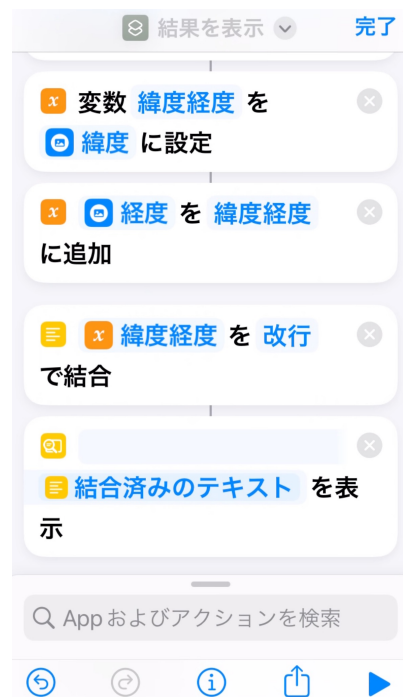 結果を表示
完了
変数 緯度経度 を
緯度 に設定
経度 を 緯度経度
に追加
緯度経度 を 改行
で結合
結合済みのテキスト を表
示
Appおよびアクションを検索